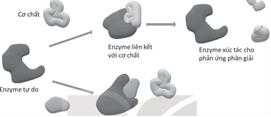 Cơ chất
Enzyme liên kết
với cơ chất
Enzyme xúc tác cho
phản ứng phân giải
Enzyme tự do